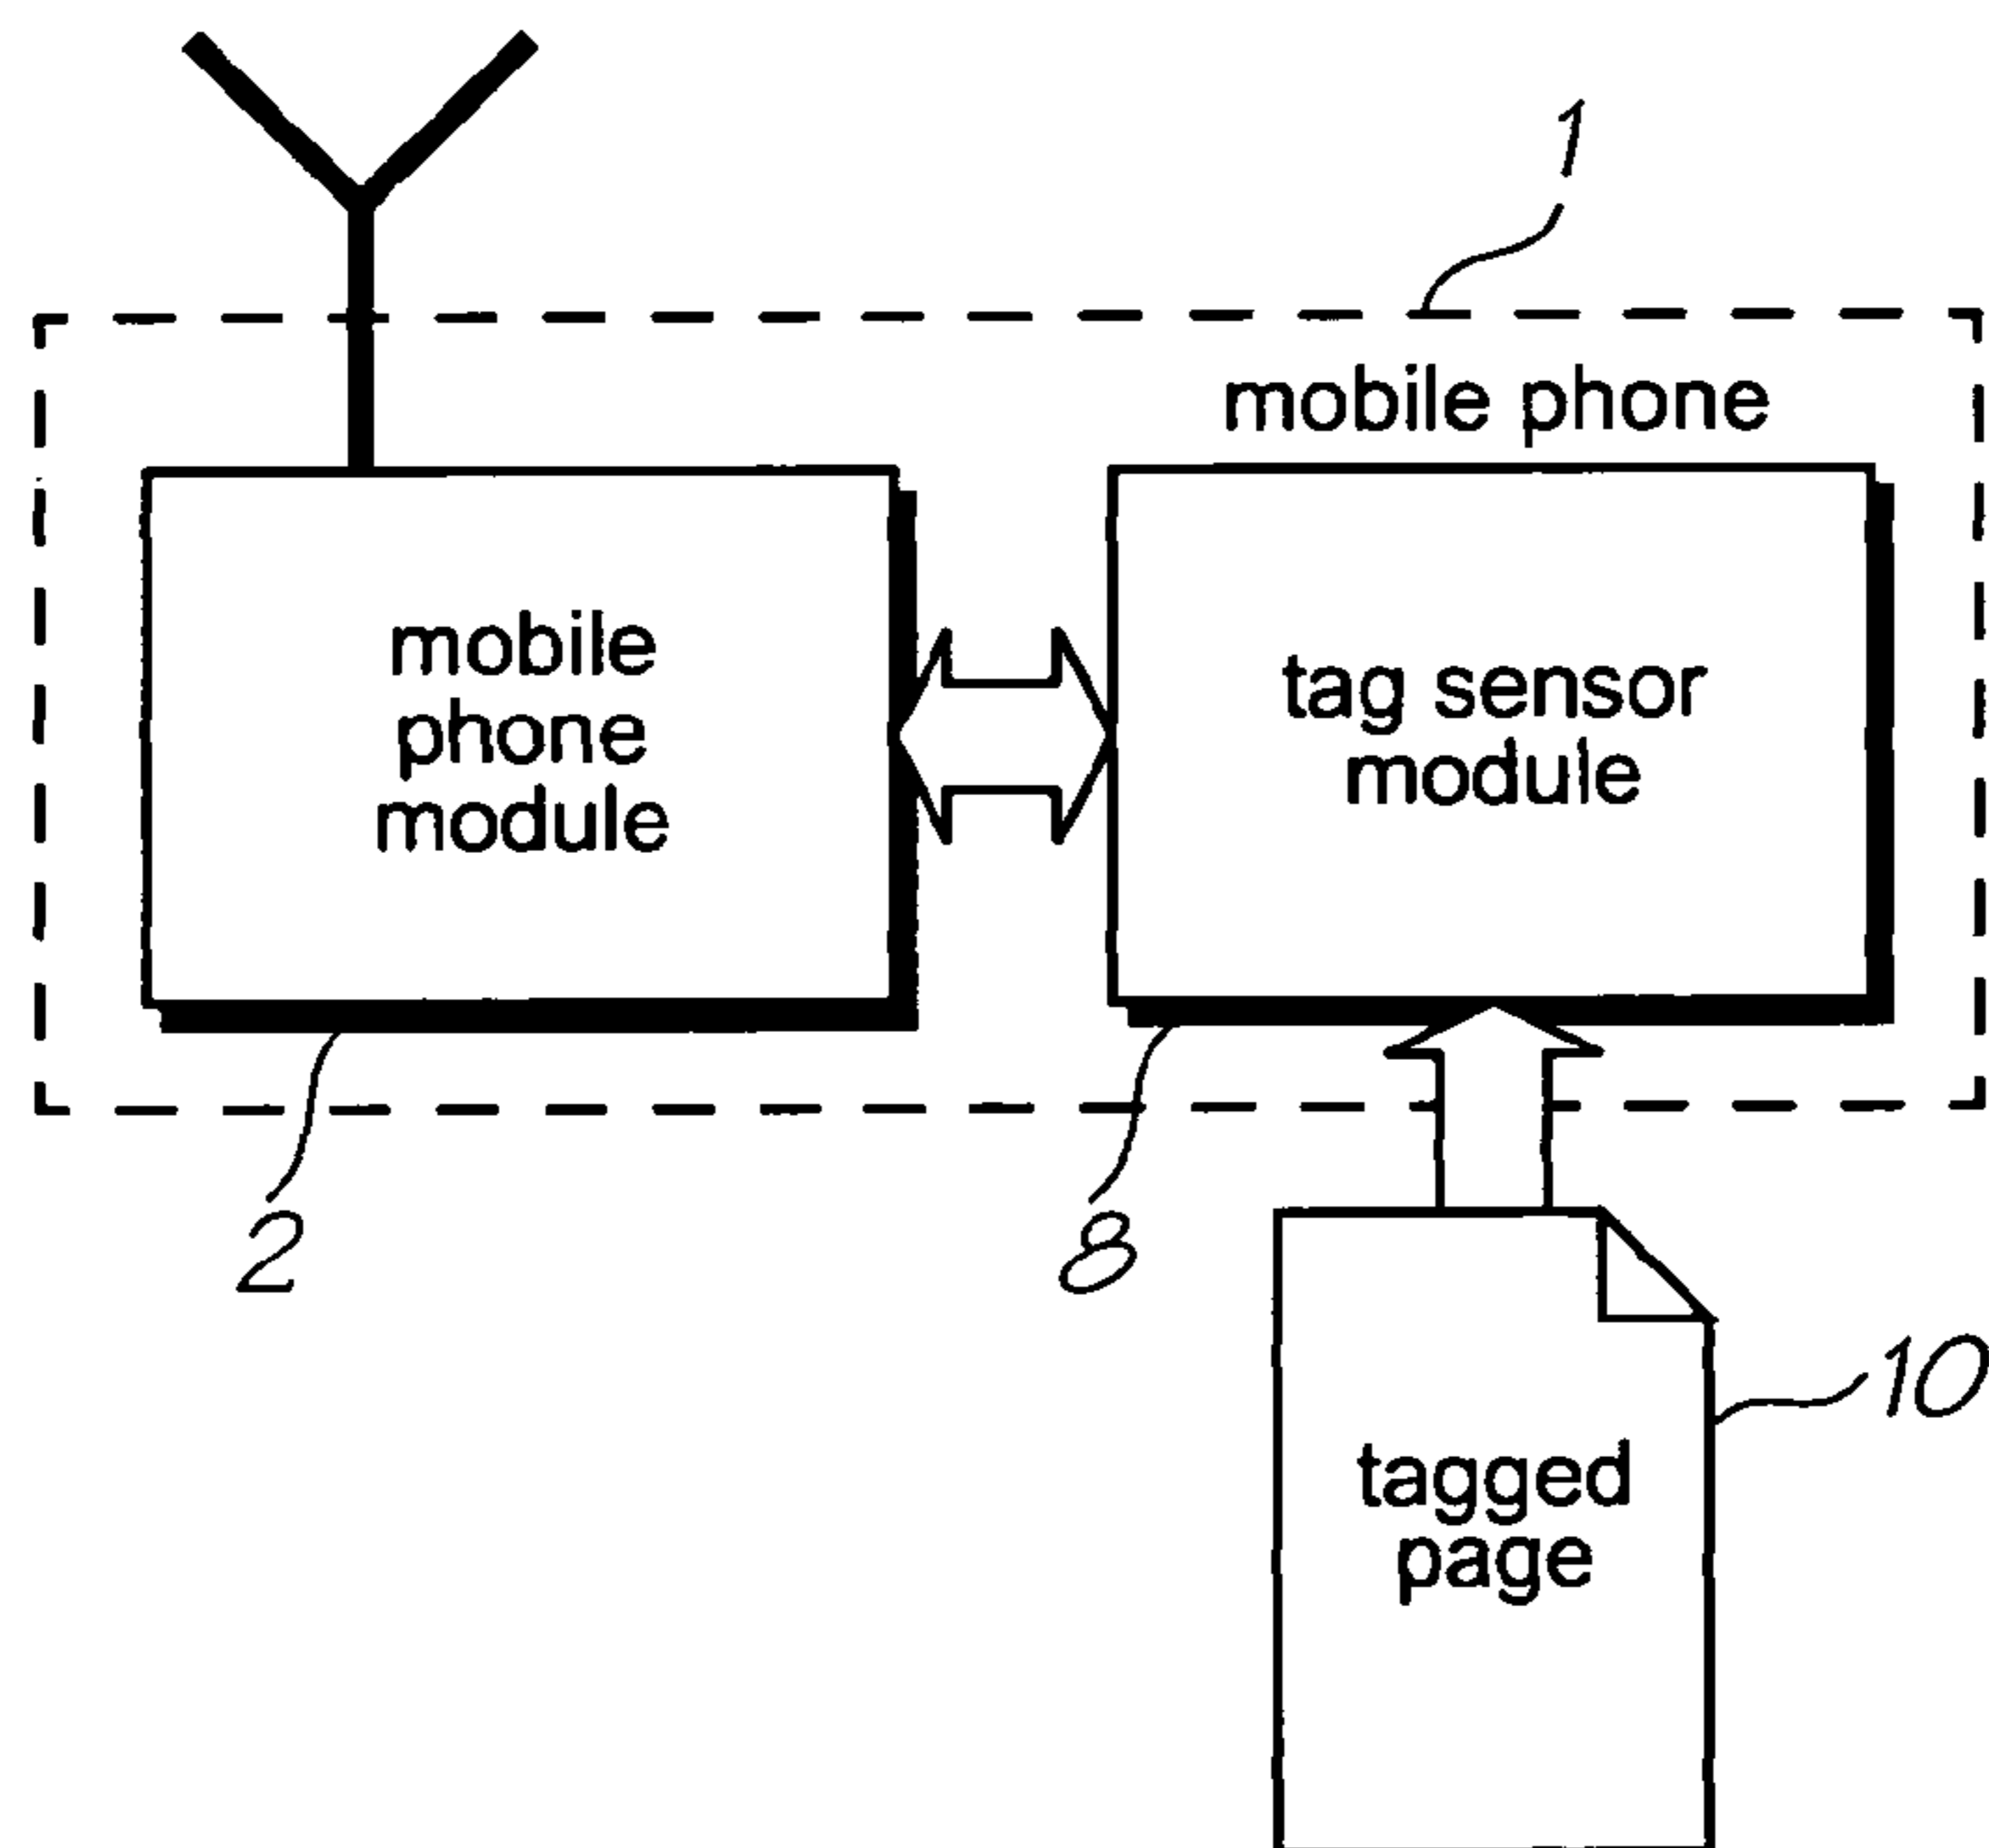 1
mobile phone
mobile
phone
module
tag sensor
module
2
8
10
tagged
page